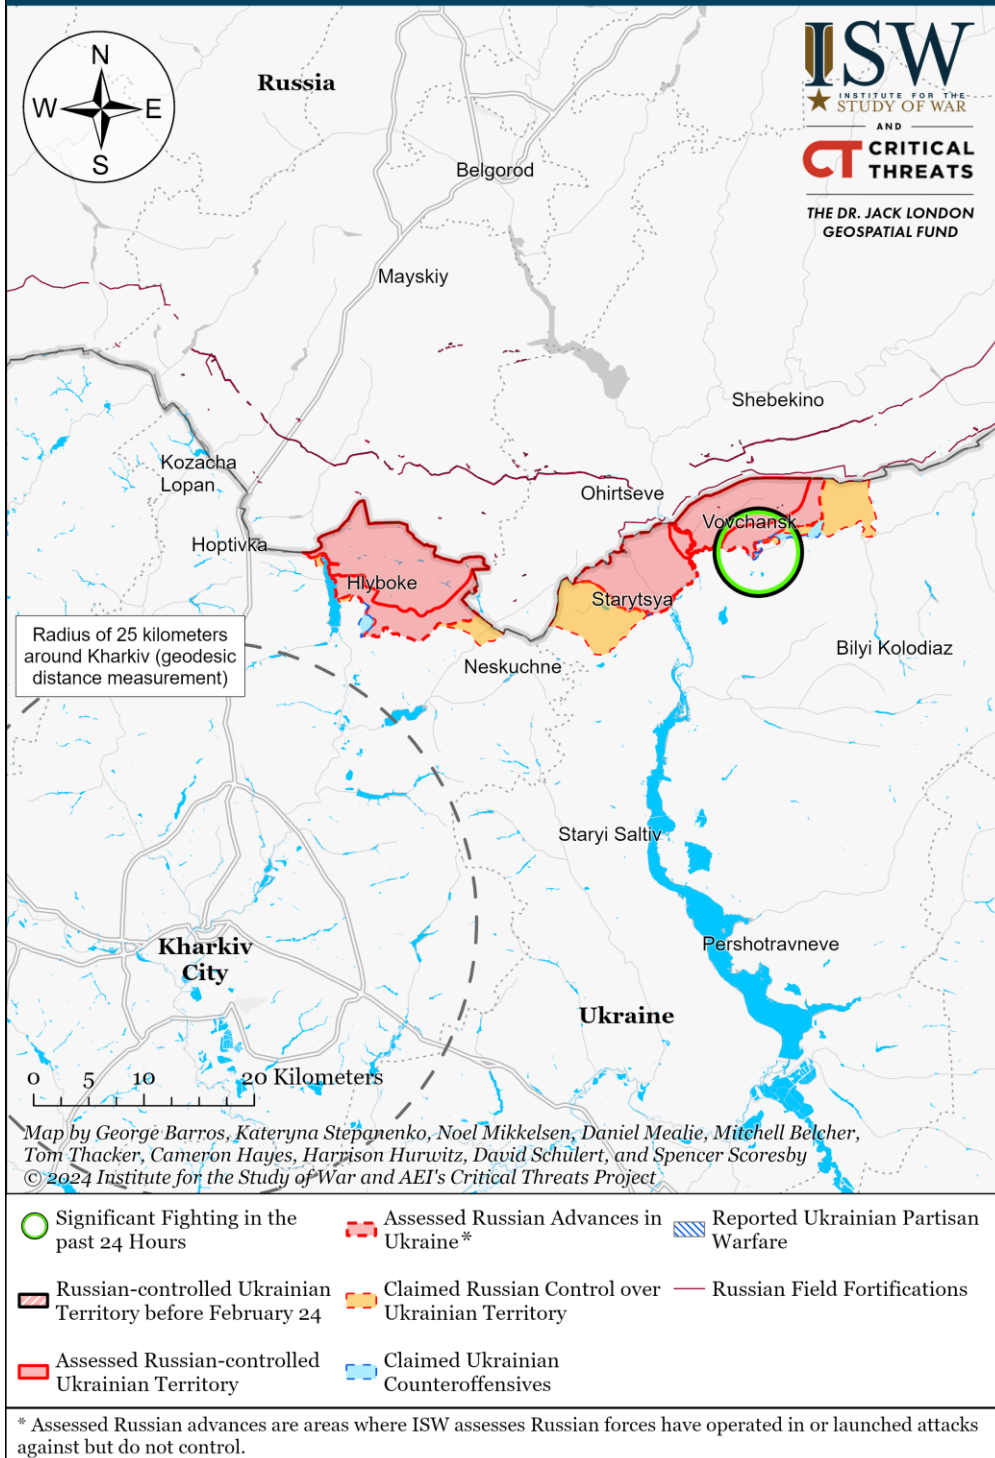 N
W
E
S
Russia
ISW
INSTITUTE FOR THE
STUDY OF WAR
AND
CT CRITICAL
THREATS
THE DR. JACK LONDON
GEOSPATIAL FUND
Belgorod
Mayskiy
Shebekino
Kozacha
Lopan
Ohirtseve
Vovchansk
Hoptivka
Hlyboke
Starytsya
Radius of 25 kilometers
around Kharkiv (geodesic
distance measurement)
Neskuchne
Bilyi Kolodiaz
Staryi Saltiv
Kharkiv
City
Pershotravneve
Ukraine
0 5 10 20 Kilometers
Map by George Barros, Kateryna Stepanenko, Noel Mikkelsen, Daniel Mealie, Mitchell Belcher,
Tom Thacker, Cameron Hayes, Harrison Hurwitz, David Schulert, and Spencer Scoresby
© 2024 Institute for the Study of War and AEI's Critical Threats Project
Significant Fighting in the
past 24 Hours
Russian-controlled Ukrainian
Territory before February 24
Assessed Russian-controlled
Ukrainian Territory
Assessed Russian Advances in
Ukraine*
Claimed Russian Control over
Ukrainian Territory
Claimed Ukrainian
Counteroffensives
Reported Ukrainian Partisan
Warfare
Russian Field Fortifications
* Assessed Russian advances are areas where ISW assesses Russian forces have operated in or launched attacks
against but do not control.